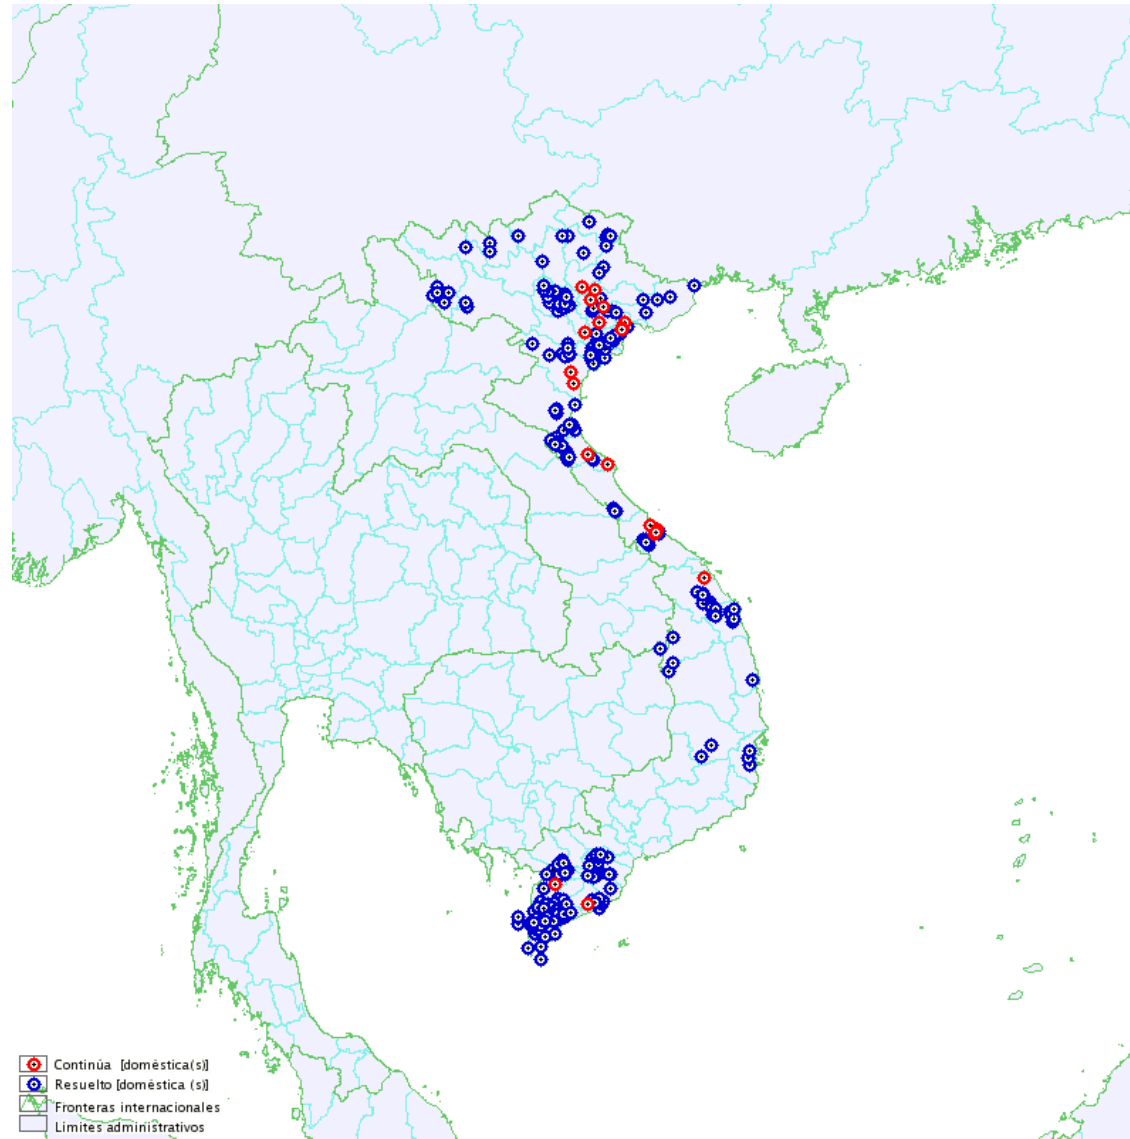 Continúa [doméstica(s)]
Resuelto [doméstica (s)]
Fronteras internacionales
Límites administrativos